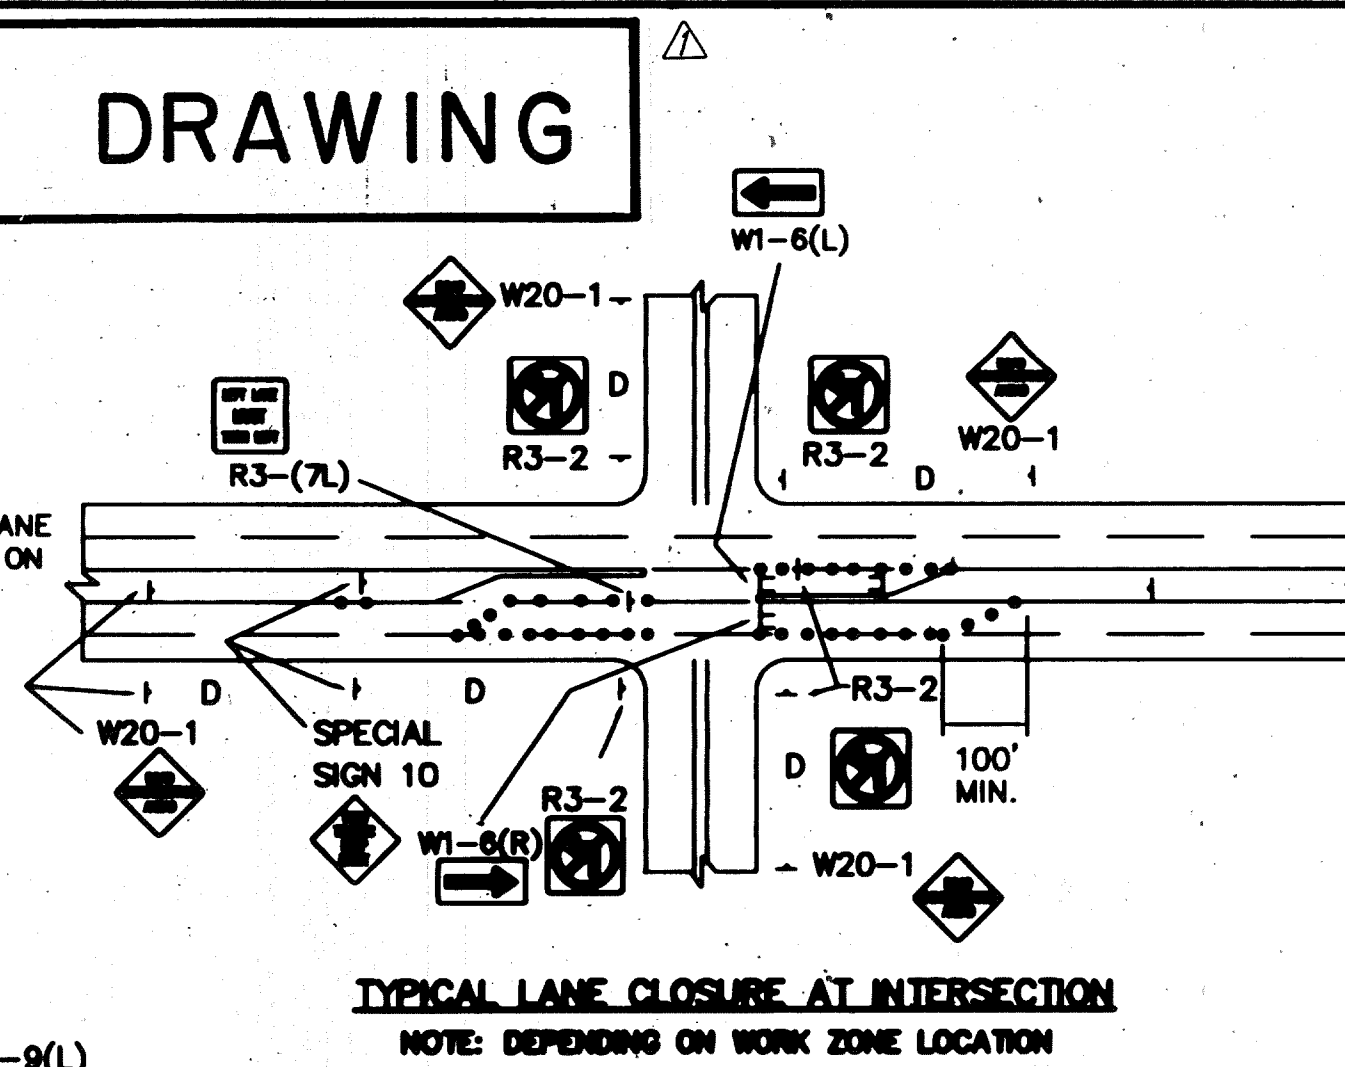 DRAWING
1
W1-6(L)
W20-1
D
R3-2
R3-2
W20-1
D
R3-(7L)
ANE
ON
D
D
W20-1
SPECIAL
SIGN 10
R3-2
W1-6(R)
R3-2
D
100'
MIN.
W20-1
TYPICAL LANE CLOSURE AT INTERSECTION
NOTE: DEPENDING ON WORK ZONE LOCATION
-9(L)